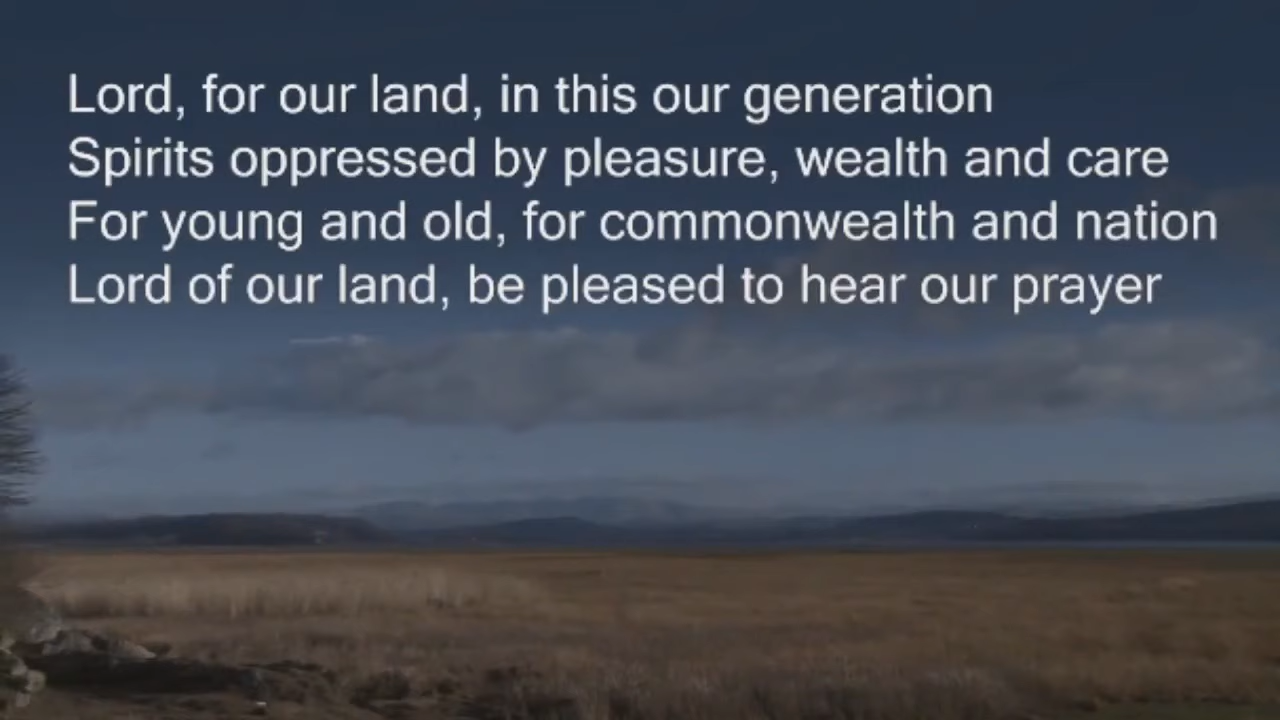 Lord, for our land, in this our generation
Spirits oppressed by pleasure, wealth and care
For young and old, for commonwealth and nation
Lord of our land, be pleased to hear our prayer